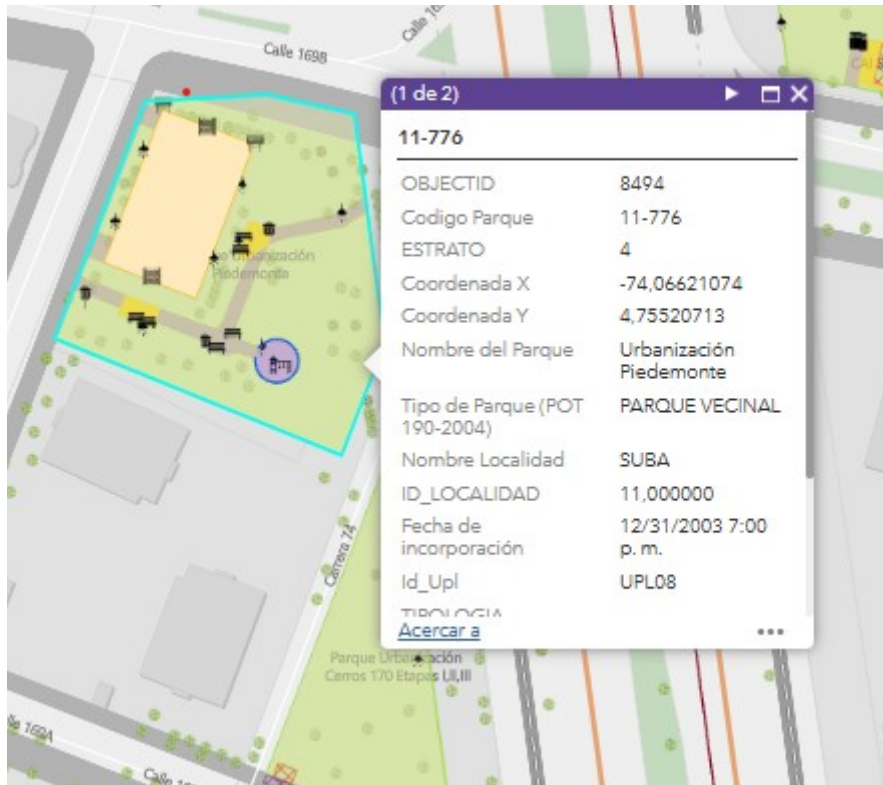 Calle 169B
(1 de 2)
11-776
OBJECTID 8494
Codigo Parque 11-776
ESTRATO 4
Coordenada X -74,06621074
Coordenada Y 4,75520713
Nombre del Parque Urbanización
Piedemonte
Tipo de Parque (POT PARQUE VECINAL
190-2004)
Nombre Localidad SUBA
ID_LOCALIDAD 11,000000
Fecha de 12/31/2003 7:00
incorporación p. m.
Id_Upl UPL08
TIPOLOGIA
Acercar a
Urbanización
Piedemonte
Carrera 74
Parque Urbanización
Cerros 170 Etapas I,II,III
169A